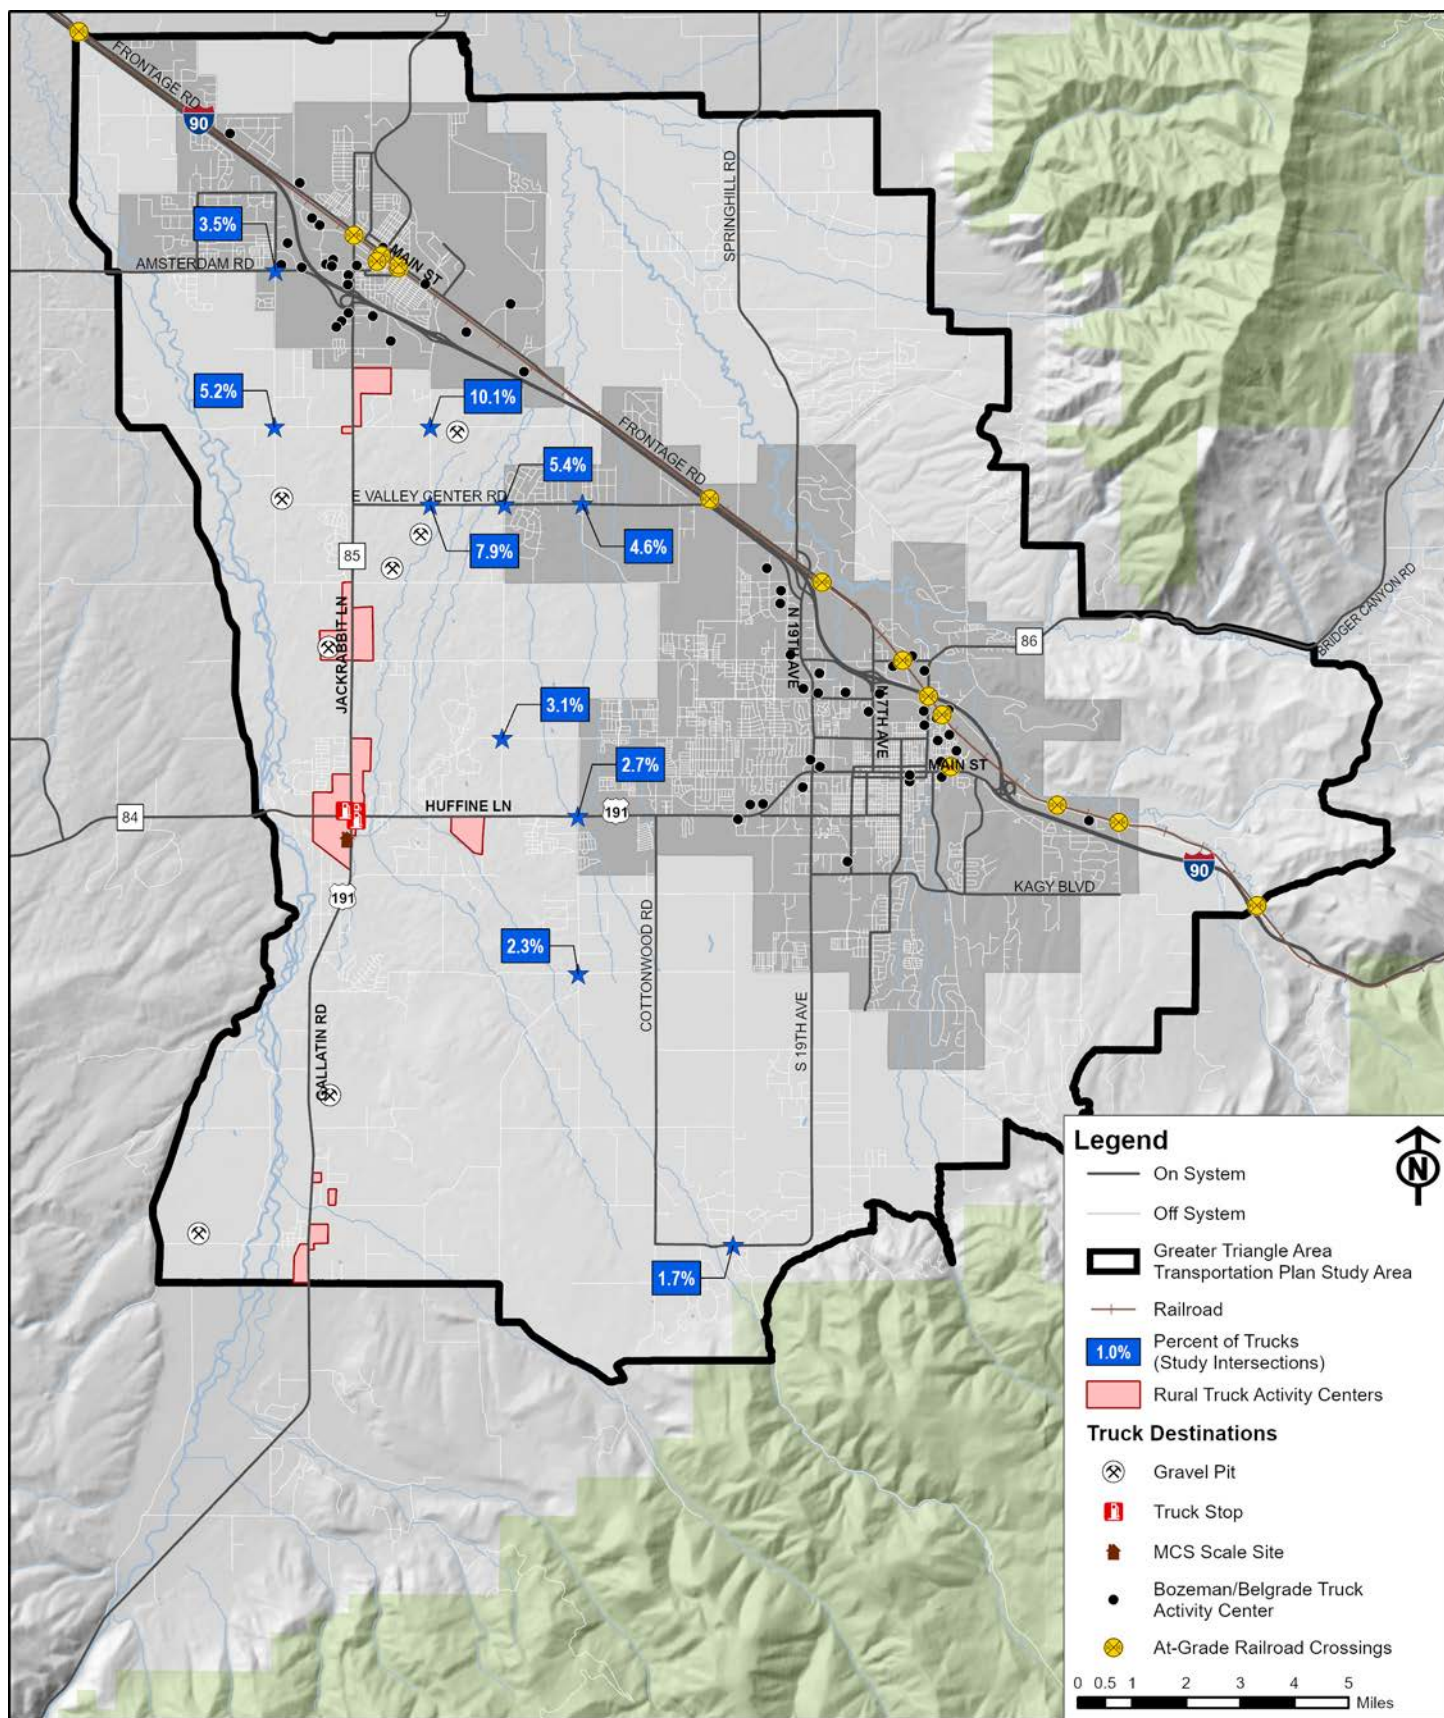 FRONTAGE RD
90
SPRINGHILL RD
3.5%
AMSTERDAM RD
MAIN ST
5.2%
10.1%
FRONTAGE RD
5.4%
E VALLEY CENTER RD
7.9%
4.6%
85
JACKRABBIT LN
N 19TH AVE
86
BRIDGER CANYON RD
3.1%
N 7TH AVE
2.7%
MAIN ST
84
HUFFINE LN
191
90
191
KAGY BLVD
COTTONWOOD RD
2.3%
S 19TH AVE
GALLATIN RD
1.7%
Legend
N
On System
Off System
Greater Triangle Area
Transportation Plan Study Area
Railroad
1.0%
Percent of Trucks
(Study Intersections)
Rural Truck Activity Centers
Truck Destinations
Gravel Pit
Truck Stop
MCS Scale Site
Bozeman/Belgrade Truck
Activity Center
At-Grade Railroad Crossings
0 0.5 1 2 3 4 5
Miles